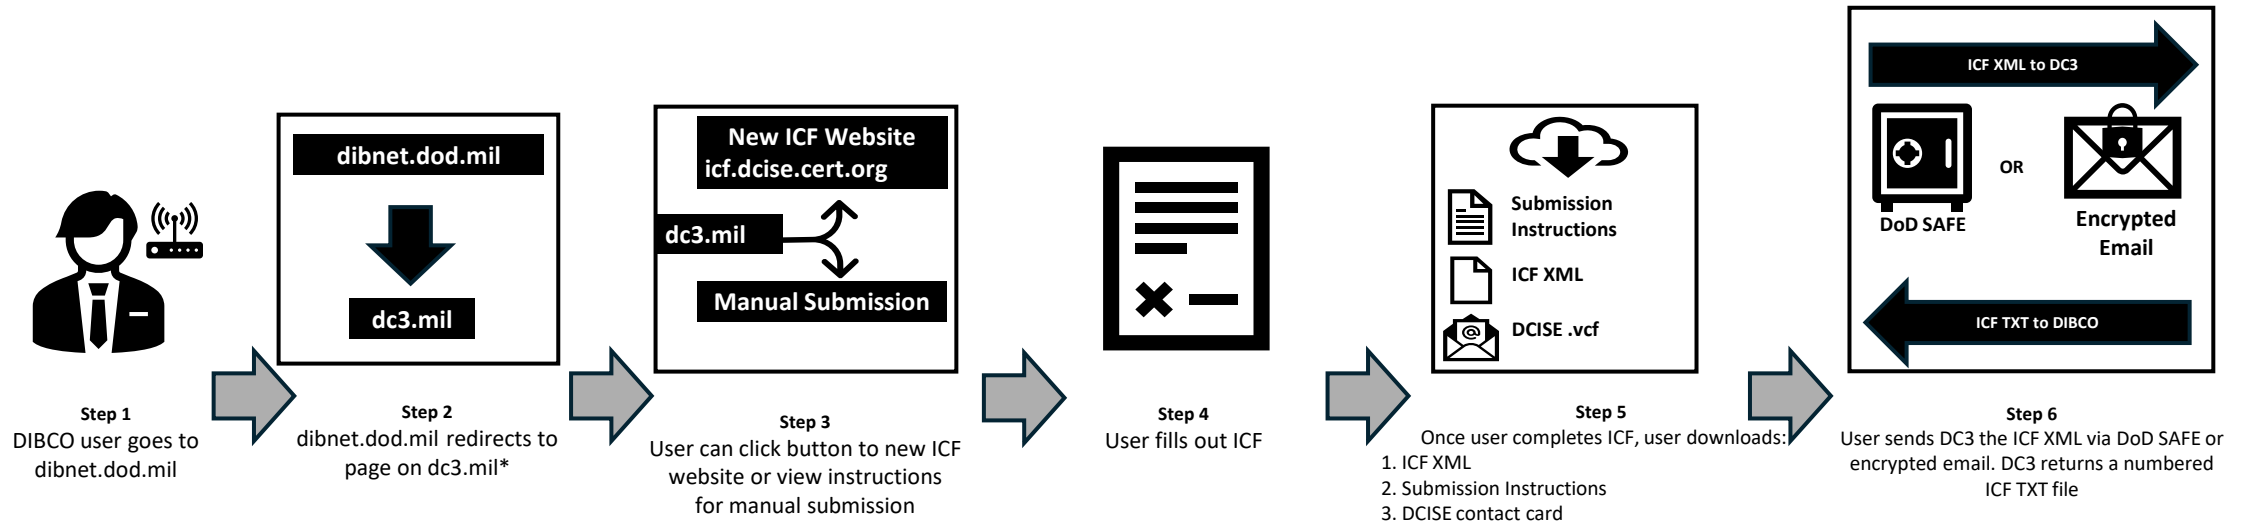 Step 1
DIBCO user goes to
dibnet.dod.mil
dibnet.dod.mil
dc3.mil
Step 2
dibnet.dod.mil redirects to
page on dc3.mil*
New ICF Website
icf.dcise.cert.org
dc3.mil
Manual Submission
Step 3
User can click button to new ICF
website or view instructions
for manual submission
Step 4
User fills out ICF
Submission
Instructions
ICF XML
@
DCISE .vcf
Step 5
Once user completes ICF, user downloads:
1. ICF XML
2. Submission Instructions
3. DCISE contact card
ICF XML to DC3
DoD SAFE
OR
Encrypted
Email
ICF TXT to DIBCO
Step 6
User sends DC3 the ICF XML via DoD SAFE or
encrypted email. DC3 returns a numbered
ICF TXT file